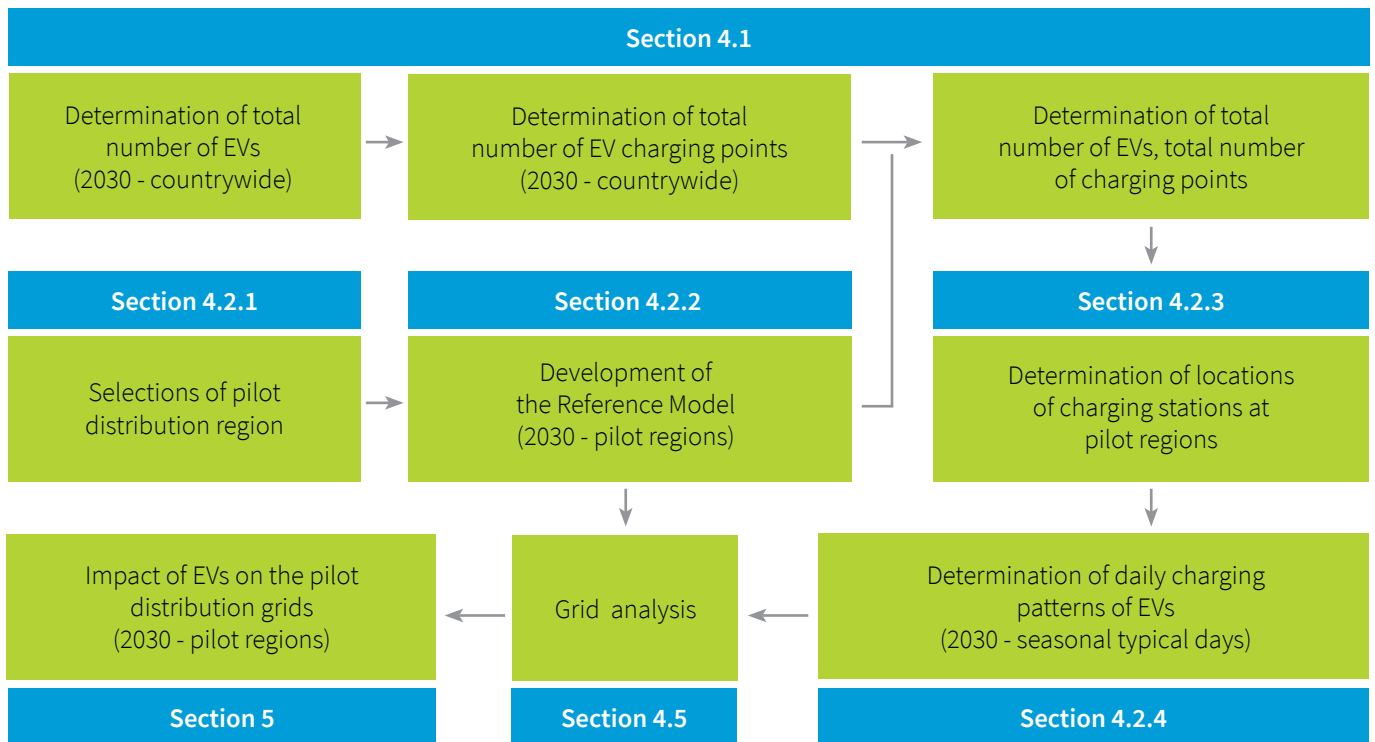 Section 4.1
Determination of total
number of EVs
(2030 - countrywide)
Determination of total
number of EV charging points
(2030 - countrywide)
Determination of total
number of EVs, total number
of charging points
Section 4.2.1
Selections of pilot
distribution region
Section 4.2.2
Development of
the Reference Model
(2030 - pilot regions)
Section 4.2.3
Determination of locations
of charging stations at
pilot regions
Impact of EVs on the pilot
distribution grids
(2030 - pilot regions)
Section 5
Grid analysis
Section 4.5
Determination of daily charging
patterns of EVs
(2030 - seasonal typical days)
Section 4.2.4